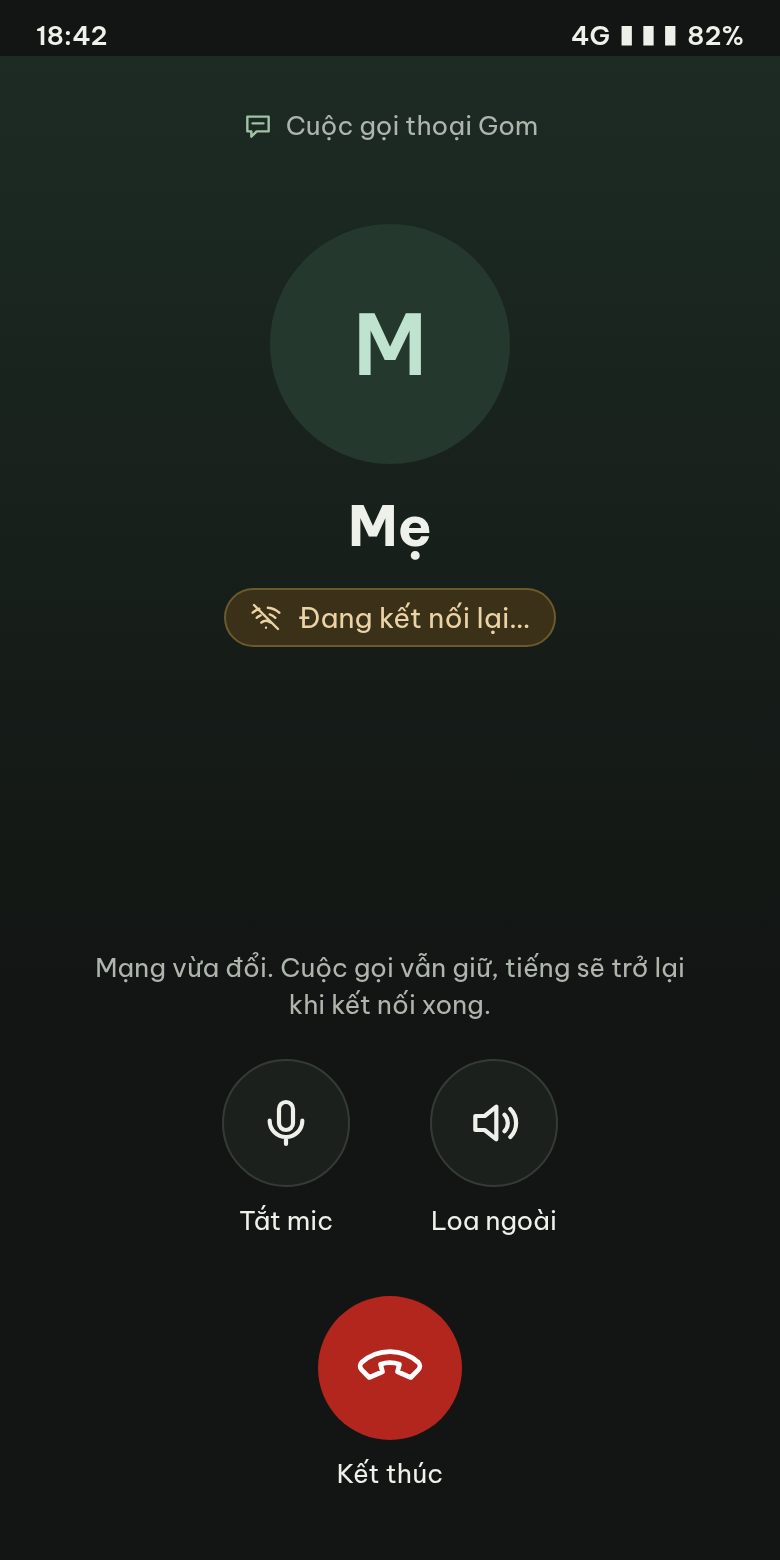 18:42
4G 82%
Cuộc gọi thoại Gom
M
Mẹ
Đang kết nối lại...
Mạng vừa đổi. Cuộc gọi vẫn giữ, tiếng sẽ trở lại
khi kết nối xong.
Tắt mic
Loa ngoài
Kết thúc